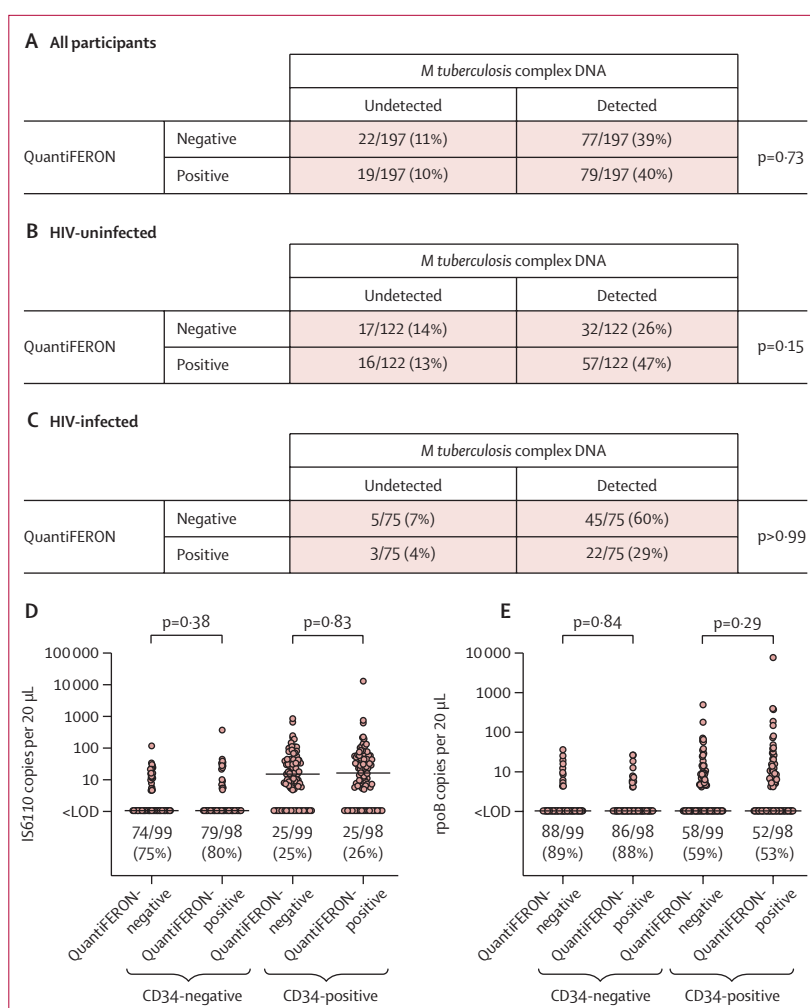 A All participants
M tuberculosis complex DNA
Undetected Detected
QuantiFERON Negative 22/197 (11%) 77/197 (39%) p=0·73
Positive 19/197 (10%) 79/197 (40%)
B HIV-uninfected
M tuberculosis complex DNA
Undetected Detected
QuantiFERON Negative 17/122 (14%) 32/122 (26%) p=0·15
Positive 16/122 (13%) 57/122 (47%)
C HIV-infected
M tuberculosis complex DNA
Undetected Detected
QuantiFERON Negative 5/75 (7%) 45/75 (60%) p>0·99
Positive 3/75 (4%) 22/75 (29%)
D
p=0·38 p=0·83
IS6110 copies per 20 μL
100 000
10 000
1000
100
10
<LOD
74/99 79/98 25/99 25/98
(75%) (80%) (25%) (26%)
QuantiFERON-
negative
QuantiFERON-
positive
QuantiFERON-
negative
QuantiFERON-
positive
CD34-negative CD34-positive
E
p=0·84 p=0·29
rpoB copies per 20 μL
10 000
1000
100
10
<LOD
88/99 86/98 58/99 52/98
(89%) (88%) (59%) (53%)
QuantiFERON-
negative
QuantiFERON-
positive
QuantiFERON-
negative
QuantiFERON-
positive
CD34-negative CD34-positive